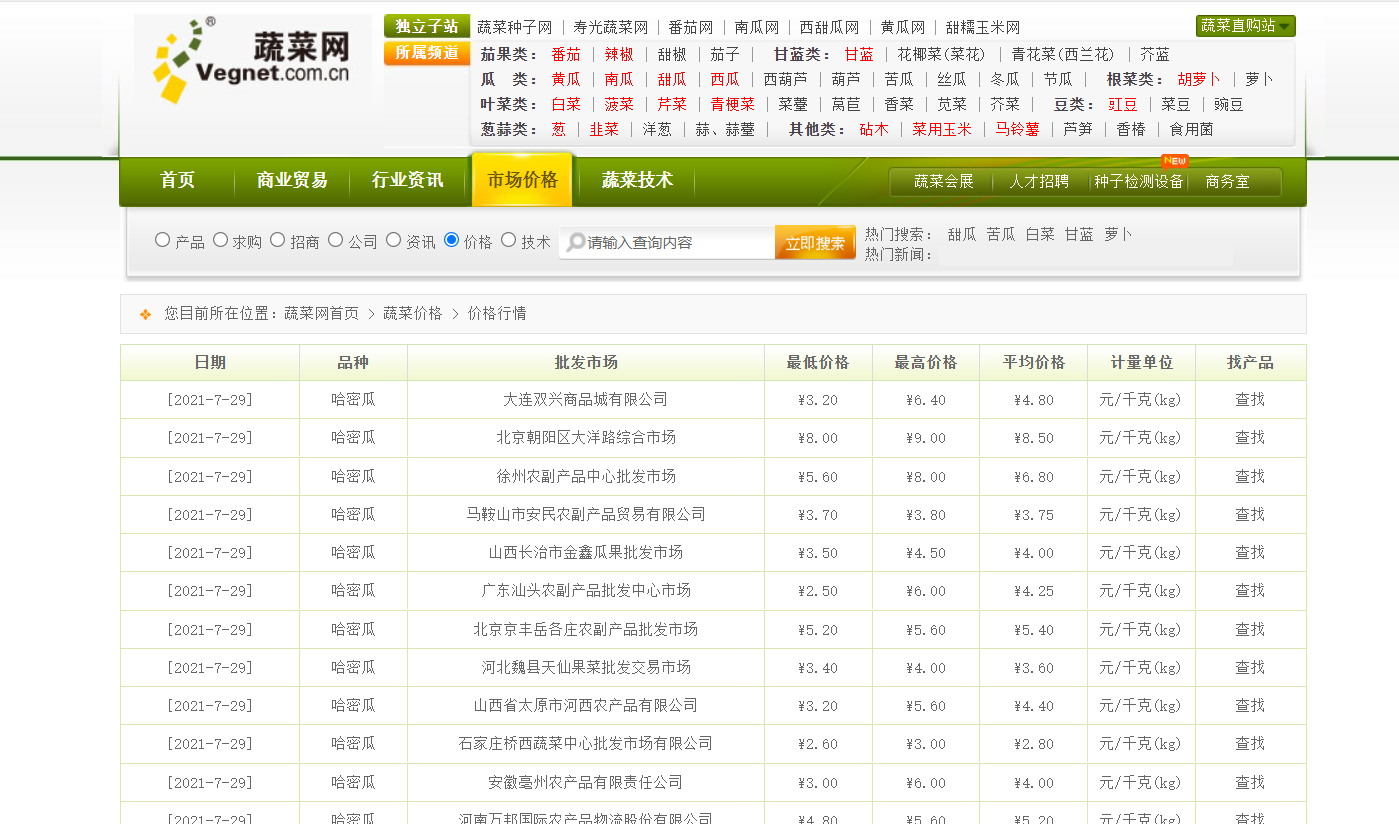 蔬菜网
Vegnet.com.cn
独立子站 蔬菜种子网 | 寿光蔬菜网 | 番茄网 | 南瓜网 | 西甜瓜网 | 黄瓜网 | 甜糯玉米网
蔬菜直购站
所属频道
茄果类: 番茄 | 辣椒 | 甜椒 | 茄子 | 甘蓝类: 甘蓝 | 花椰菜(菜花) | 青花菜(西兰花) | 芥蓝
瓜 类: 黄瓜 | 南瓜 | 甜瓜 | 西瓜 | 西葫芦 | 葫芦 | 苦瓜 | 丝瓜 | 冬瓜 | 节瓜 | 根菜类: 胡萝卜 | 萝卜
叶菜类: 白菜 | 菠菜 | 芹菜 | 青梗菜 | 菜薹 | 莴苣 | 香菜 | 苋菜 | 芥菜 | 豆类: 豇豆 | 菜豆 | 豌豆
葱蒜类: 葱 | 韭菜 | 洋葱 | 蒜、蒜薹 | 其他类: 砧木 | 菜用玉米 | 马铃薯 | 芦笋 | 香椿 | 食用菌
首页 商业贸易 行业资讯 市场价格 蔬菜技术 蔬菜会展 人才招聘 种子检测设备 商务室
NEW
产品 求购 招商 公司 资讯 价格 技术 请输入查询内容 立即搜索
热门搜索: 甜瓜 苦瓜 白菜 甘蓝 萝卜
热门新闻:
您目前所在位置:蔬菜网首页 > 蔬菜价格 > 价格行情
日期 品种 批发市场 最低价格 最高价格 平均价格 计量单位 找产品
[2021-7-29] 哈密瓜 大连双兴商品城有限公司 ¥3.20 ¥6.40 ¥4.80 元/千克(kg) 查找
[2021-7-29] 哈密瓜 北京朝阳区大洋路综合市场 ¥8.00 ¥9.00 ¥8.50 元/千克(kg) 查找
[2021-7-29] 哈密瓜 徐州农副产品中心批发市场 ¥5.60 ¥8.00 ¥6.80 元/千克(kg) 查找
[2021-7-29] 哈密瓜 马鞍山市安民农副产品贸易有限公司 ¥3.70 ¥3.80 ¥3.75 元/千克(kg) 查找
[2021-7-29] 哈密瓜 山西长治市金鑫瓜果批发市场 ¥3.50 ¥4.50 ¥4.00 元/千克(kg) 查找
[2021-7-29] 哈密瓜 广东汕头农副产品批发中心市场 ¥2.50 ¥6.00 ¥4.25 元/千克(kg) 查找
[2021-7-29] 哈密瓜 北京京丰岳各庄农副产品批发市场 ¥5.20 ¥5.60 ¥5.40 元/千克(kg) 查找
[2021-7-29] 哈密瓜 河北魏县天仙果菜批发交易市场 ¥3.40 ¥4.00 ¥3.60 元/千克(kg) 查找
[2021-7-29] 哈密瓜 山西省太原市河西农产品有限公司 ¥3.20 ¥5.60 ¥4.40 元/千克(kg) 查找
[2021-7-29] 哈密瓜 石家庄桥西蔬菜中心批发市场有限公司 ¥2.60 ¥3.00 ¥2.80 元/千克(kg) 查找
[2021-7-29] 哈密瓜 安徽亳州农产品有限责任公司 ¥3.00 ¥6.00 ¥4.00 元/千克(kg) 查找
[2021-7-29] 哈密瓜 河南万邦国际农产品物流股份有限公司 ¥4.80 ¥5.60 ¥5.20 元/千克(kg) 查找